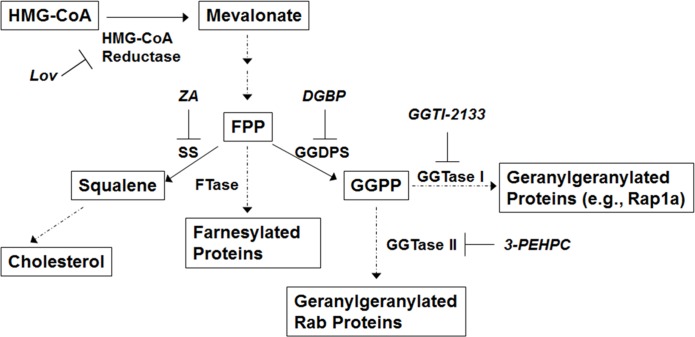 HMG-CoA
Mevalonate
HMG-CoA
Reductase
Lov
ZA
DGBP
GGTI-2133
FPP
SS
GGDPS
Squalene
FTase
GGPP
GGTase I
Geranylgeranylated
Proteins (e.g., Rap1a)
Cholesterol
Farnesylated
Proteins
GGTase II
3-PEHPC
Geranylgeranylated
Rab Proteins